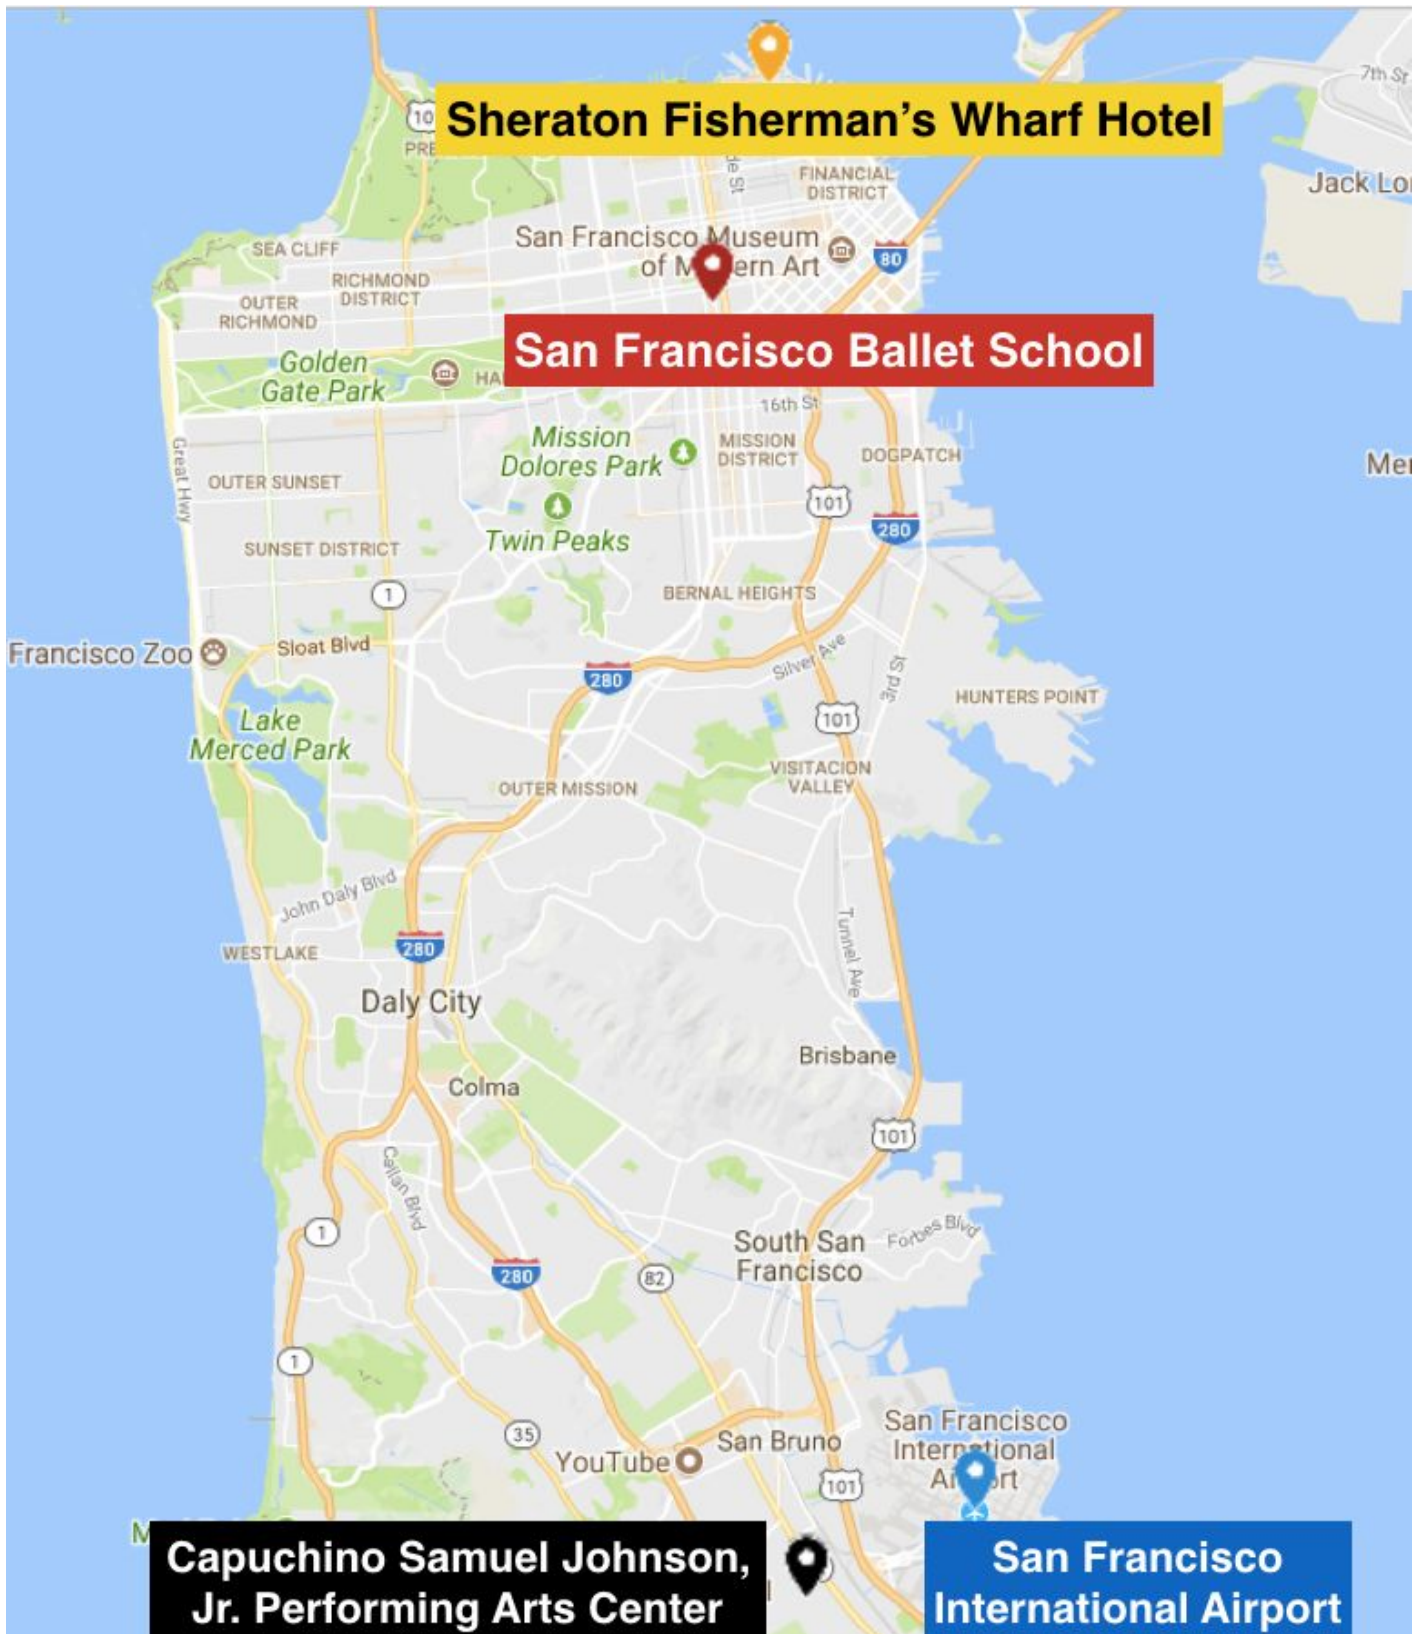 7th St
Sheraton Fisherman's Wharf Hotel
10
FINANCIAL
DISTRICT
San Francisco Museum
of M ern Art
80
SEA CLIFF
RICHMOND
DISTRICT
OUTER
RICHMOND
San Francisco Ballet School
Golden
Gate Park
16th St
Mission
Dolores Park
MISSION
DISTRICT
DOGPATCH
Great Hwy
OUTER SUNSET
101
280
Twin Peaks
SUNSET DISTRICT
1
BERNAL HEIGHTS
Francisco Zoo
Sloat Blvd
Silver Ave
3rd St
280
HUNTERS POINT
101
Lake
Merced Park
VISITACION
VALLEY
OUTER MISSION
John Daly Blvd
Tunnel Ave
280
WESTLAKE
Daly City
Brisbane
Colma
101
Callan Blvd
1
Forbes Blvd
South San
Francisco
280
82
1
San Francisco
International
Ai ort
35
San Bruno
YouTube
101
Capuchino Samuel Johnson,
Jr. Performing Arts Center
San Francisco
International Airport